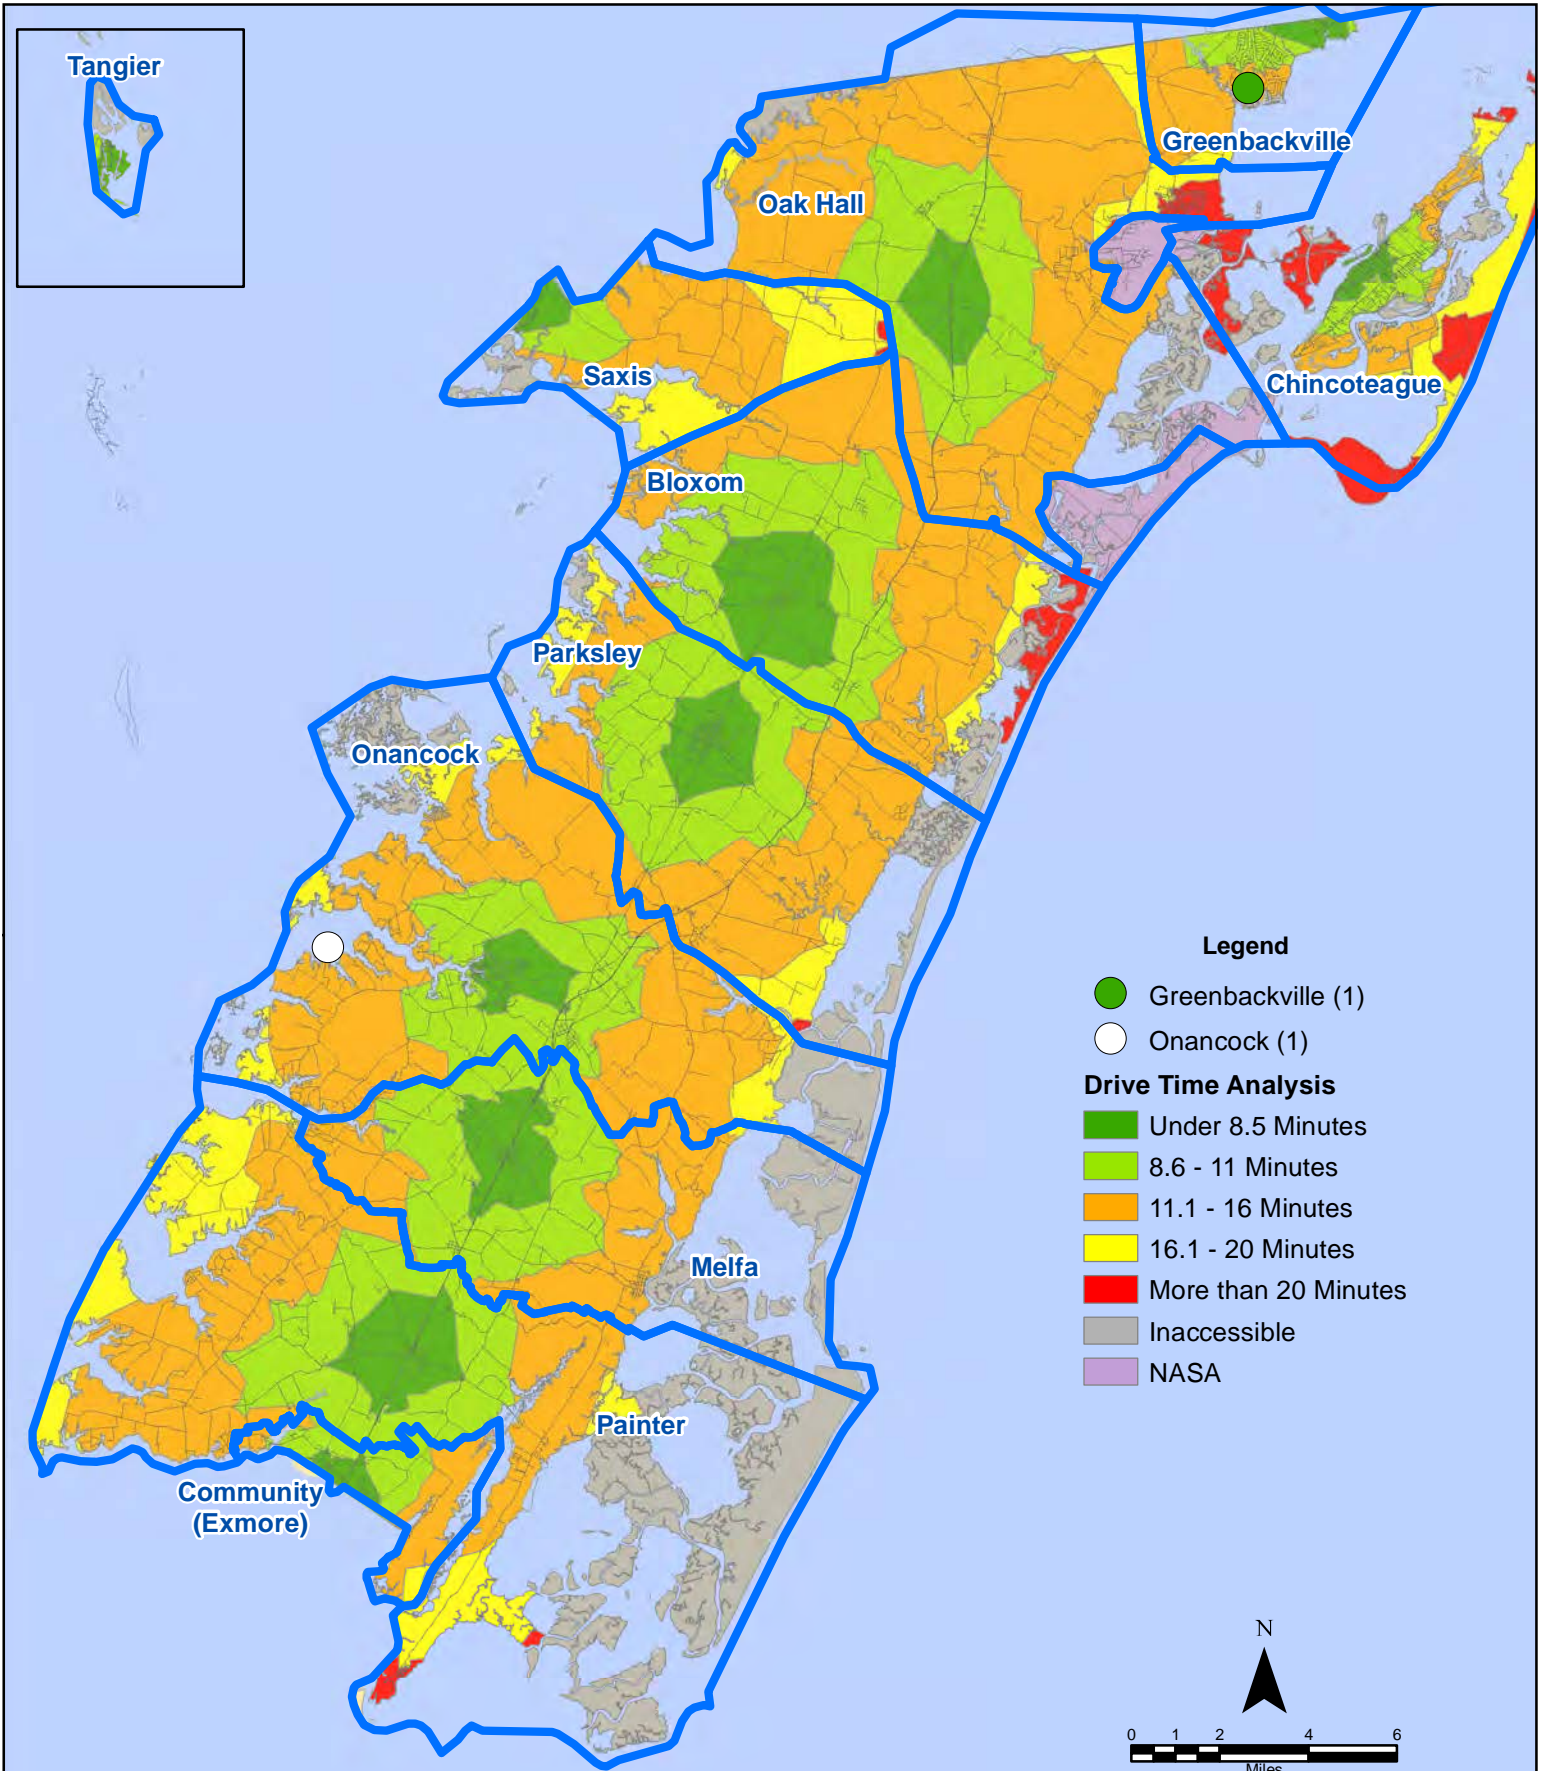 Tangier
Greenbackville
Oak Hall
Saxis
Chincoteague
Bloxom
Parksley
Onancock
Legend
Greenbackville (1)
Onancock (1)
Drive Time Analysis
Under 8.5 Minutes
8.6 - 11 Minutes
11.1 - 16 Minutes
16.1 - 20 Minutes
More than 20 Minutes
Inaccessible
NASA
Melfa
Painter
Community
(Exmore)
N
0 1 2 4 6
Miles